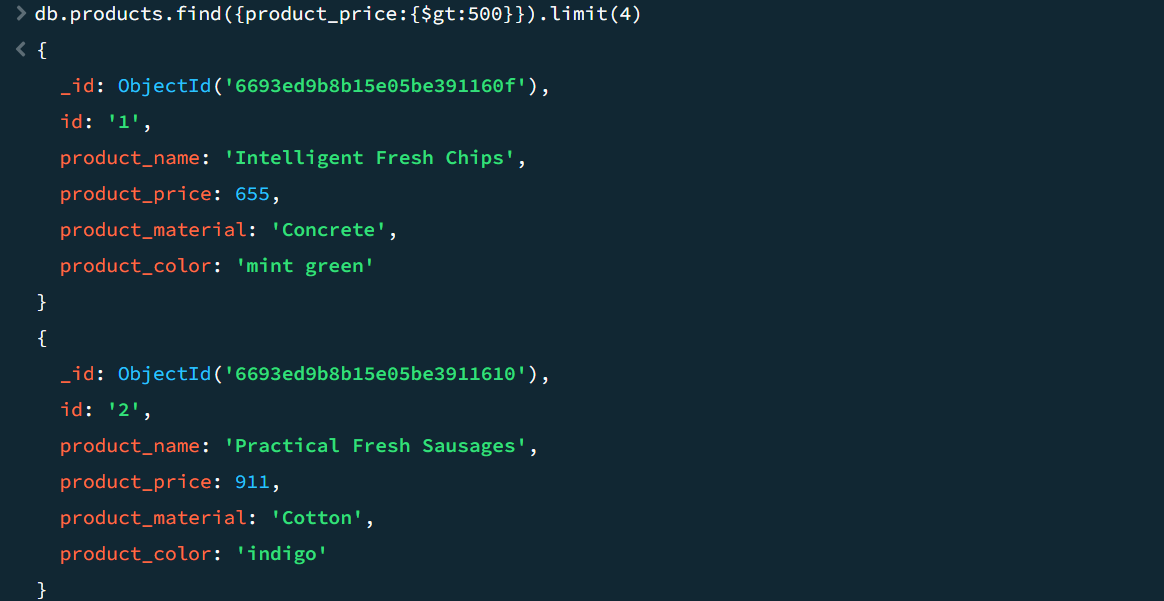 > db.products.find({product_price:{$gt:500}}).limit(4)
< {
_id: ObjectId('6693ed9b8b15e05be391160f'),
id: '1',
product_name: 'Intelligent Fresh Chips',
product_price: 655,
product_material: 'Concrete',
product_color: 'mint green'
}
{
_id: ObjectId('6693ed9b8b15e05be3911610'),
id: '2',
product_name: 'Practical Fresh Sausages',
product_price: 911,
product_material: 'Cotton',
product_color: 'indigo'
}